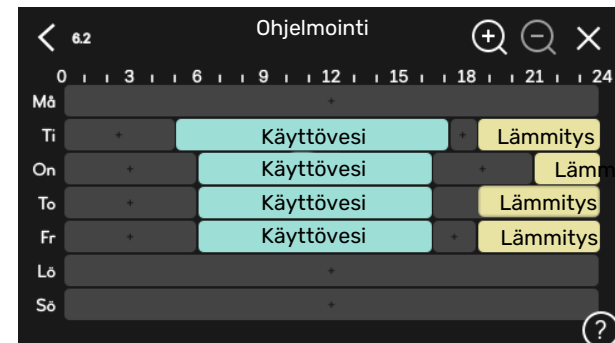 6.2 Ohjelmointi
0 3 6 9 12 15 18 21 24
Må
Ti Käyttövesi Lämmitys
On Käyttövesi Lämm
To Käyttövesi Lämmitys
Fr Käyttövesi Lämmitys
Lö
Sö
?